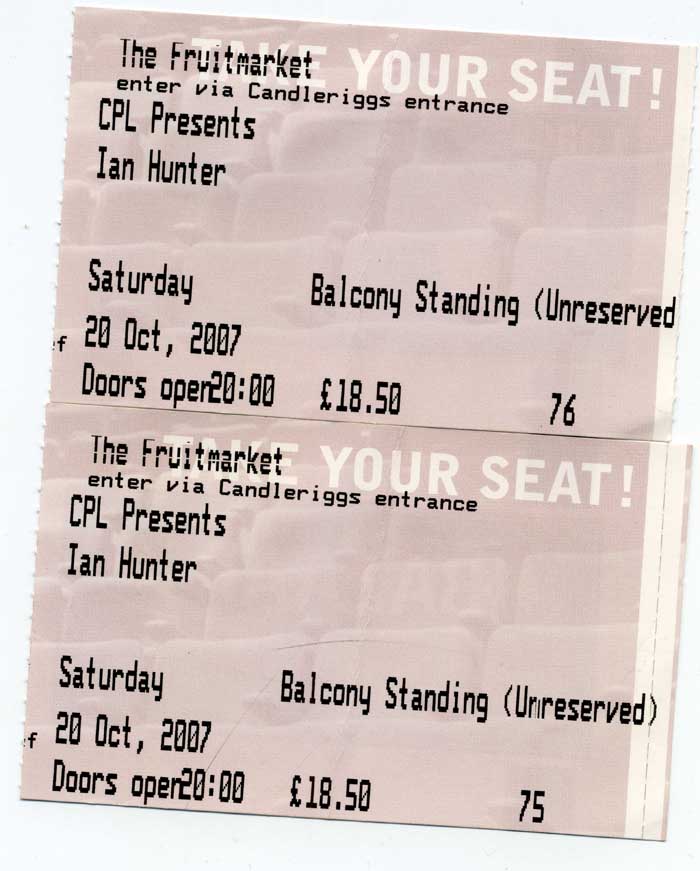 TAKE YOUR SEAT!
The Fruitmarket
enter via Candleriggs entrance
CPL Presents
Ian Hunter
Saturday
Balcony Standing (Unreserved
20 Oct, 2007
Doors open20:00 £18.50 76
TAKE YOUR SEAT!
The Fruitmarket
enter via Candleriggs entrance
CPL Presents
Ian Hunter
Saturday
Balcony Standing (Unreserved)
20 Oct, 2007
Doors open20:00 £18.50 75